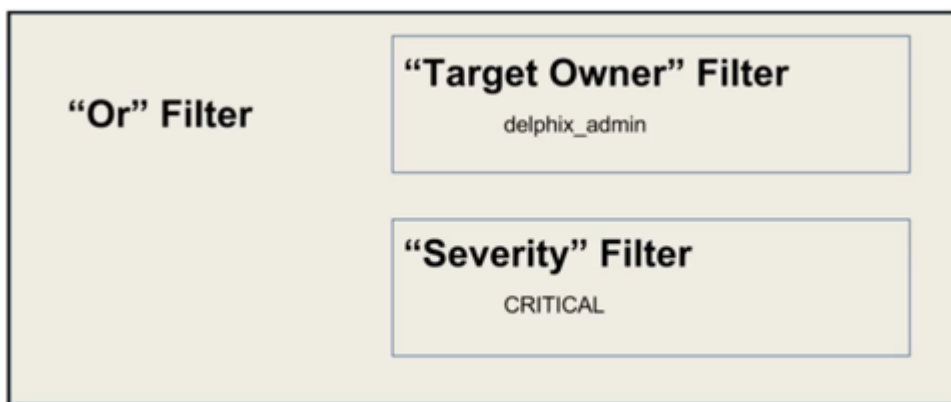 “Or” Filter
“Target Owner” Filter
delphix_admin
“Severity” Filter
CRITICAL